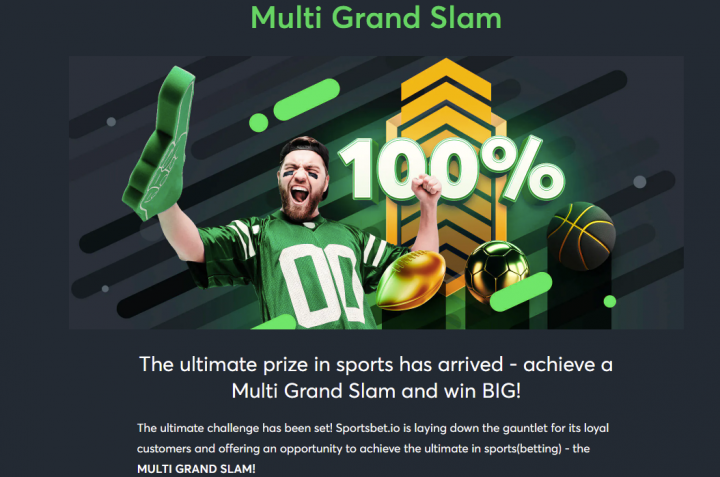 Multi Grand Slam
100%
00
The ultimate prize in sports has arrived - achieve a
Multi Grand Slam and win BIG!
The ultimate challenge has been set! Sportsbet.io is laying down the gauntlet for its loyal
customers and offering an opportunity to achieve the ultimate in sports(betting) - the
MULTI GRAND SLAM!